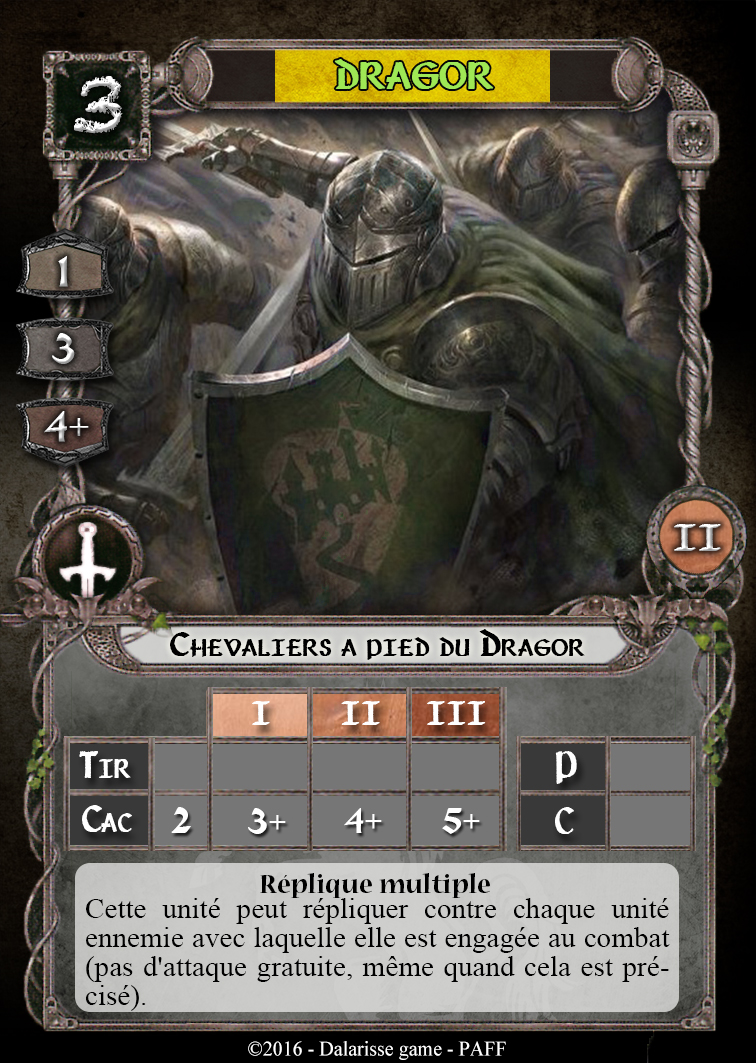 DRAGOR
3
1
3
4+
II
CHEVALIERS A PIED DU DRAGOR
I II III
TIR P
CAC 2 3+ 4+ 5+ C
Réplique multiple
Cette unité peut répliquer contre chaque unité
ennemie avec laquelle elle est engagée au combat
(pas d'attaque gratuite, même quand cela est pré-
cisé).
©2016 - Dalarisse game - PAFF